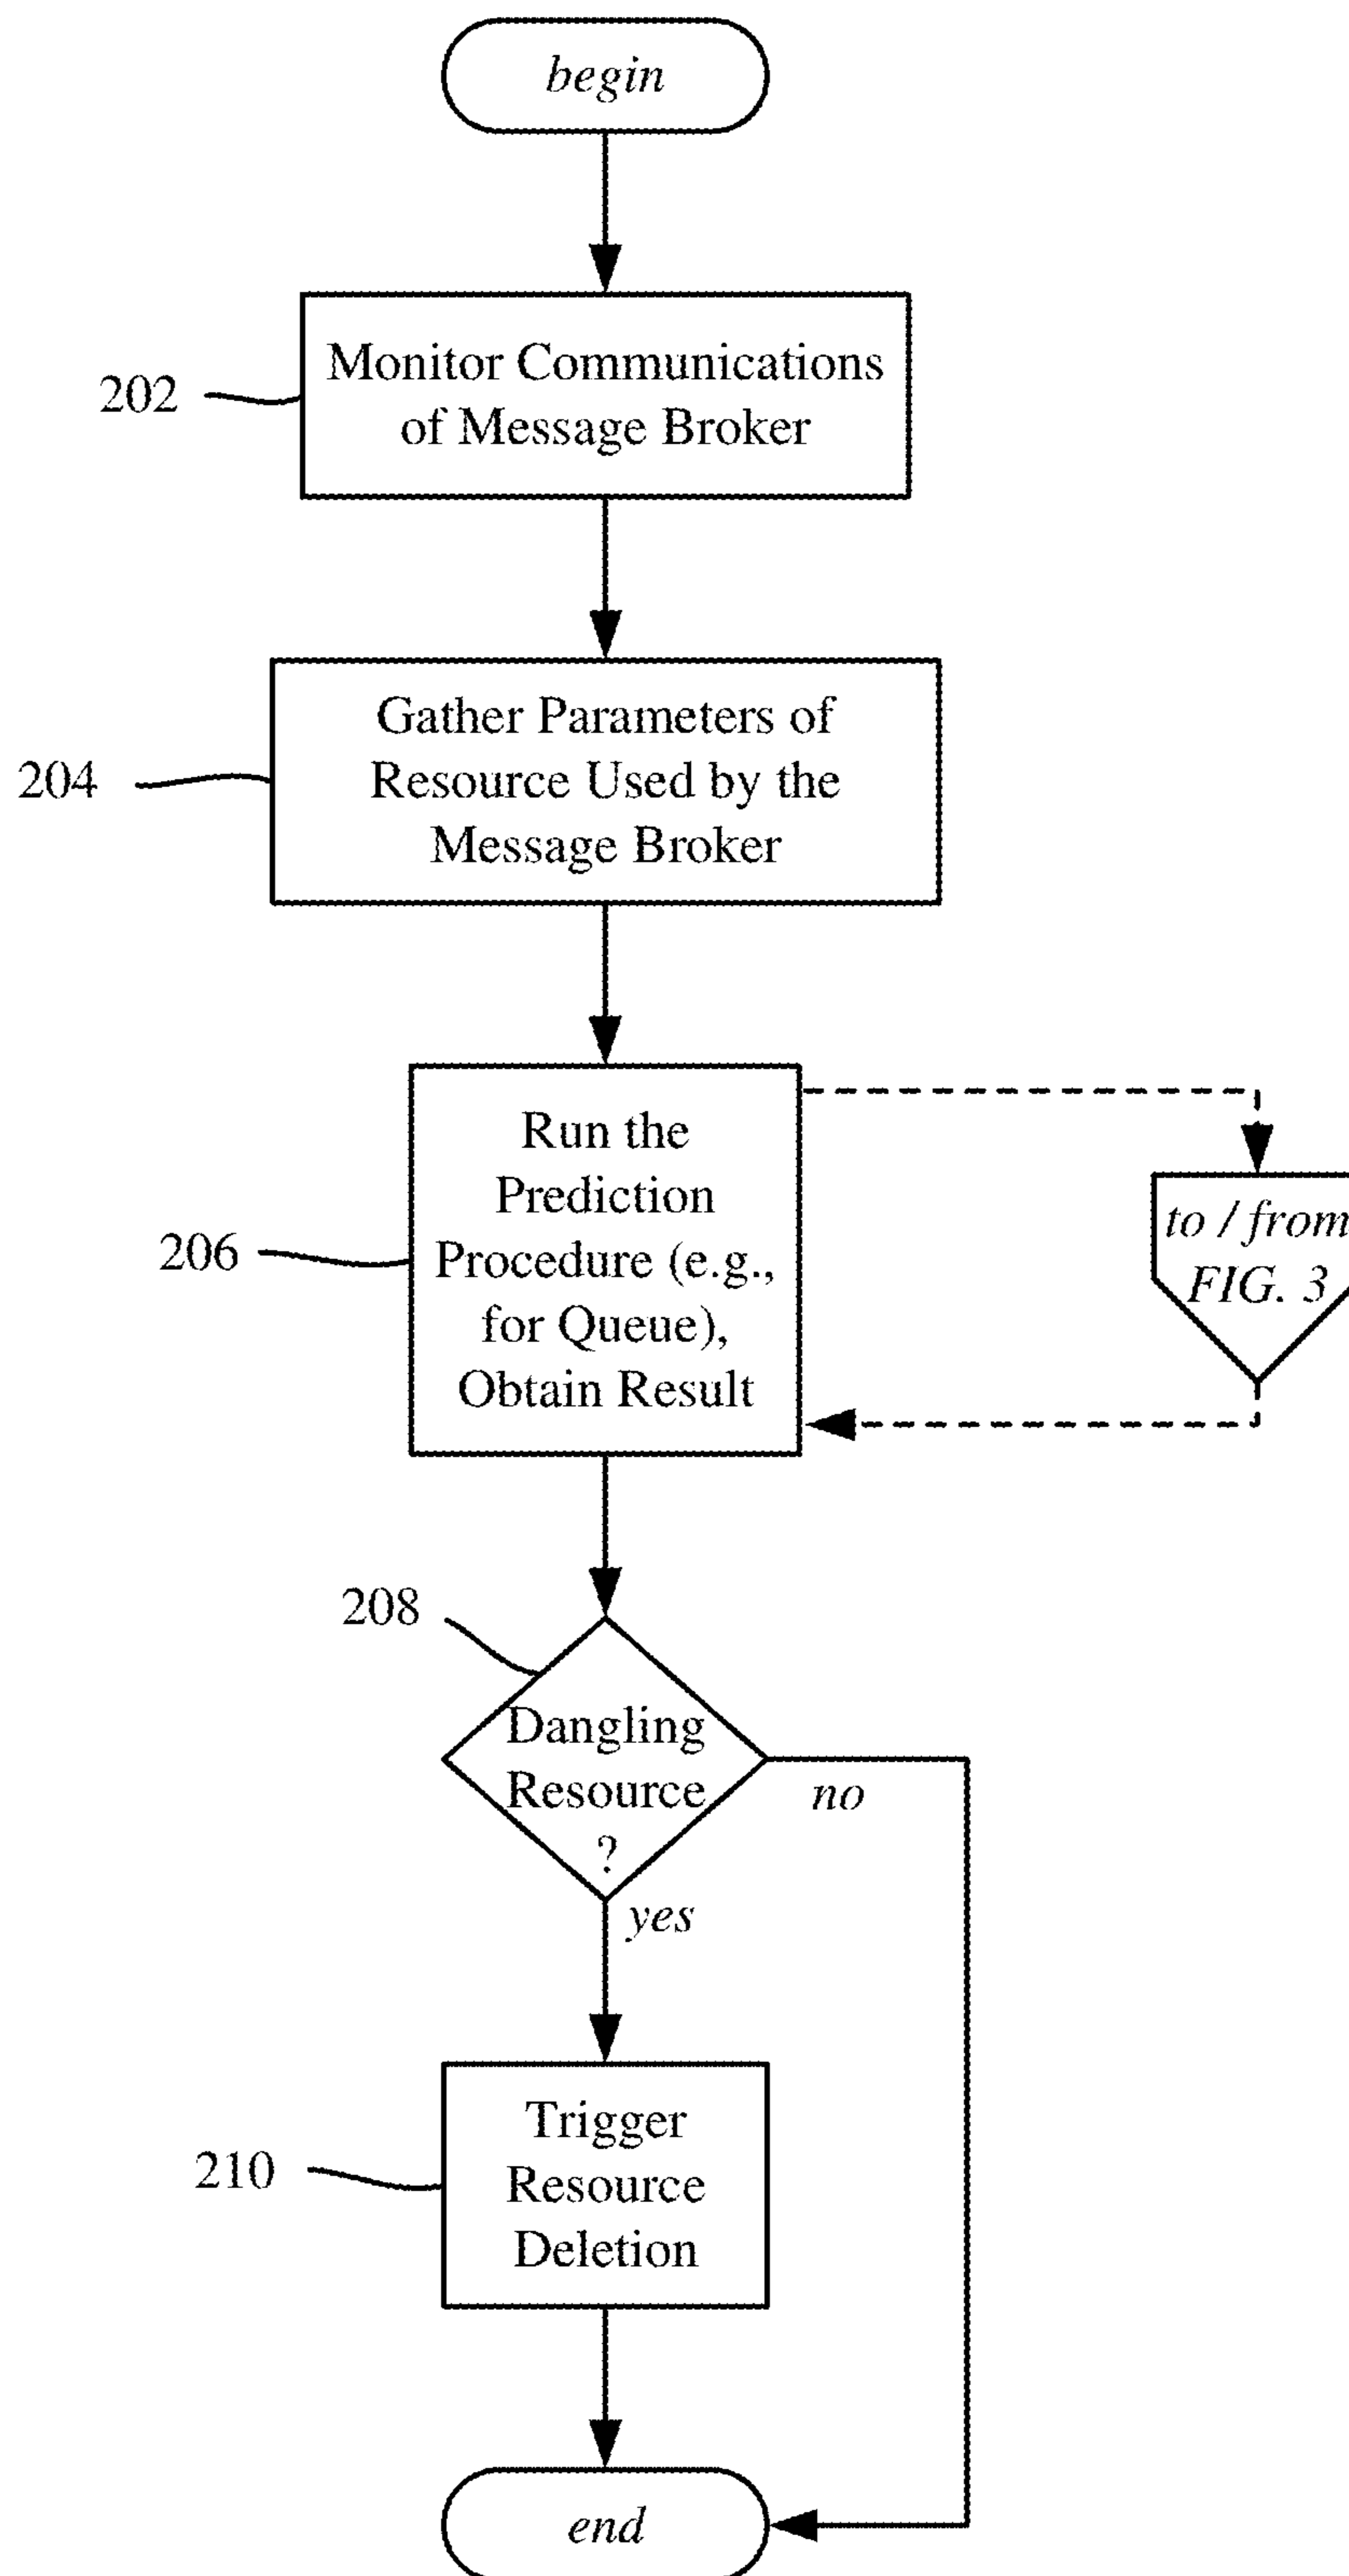 begin
202
Monitor Communications
of Message Broker
204
Gather Parameters of
Resource Used by the
Message Broker
206
Run the
Prediction
Procedure (e.g.,
for Queue),
Obtain Result
to / from
FIG. 3
208
Dangling
Resource
?
no
yes
210
Trigger
Resource
Deletion
end